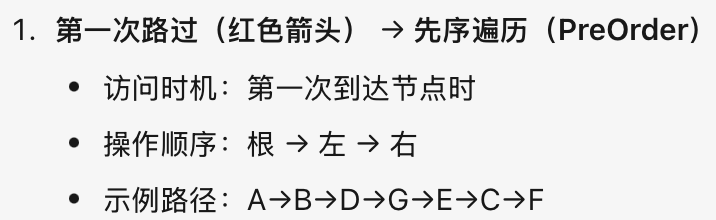 1. 第一次路过（红色箭头） → 先序遍历（PreOrder）
• 访问时机：第一次到达节点时
• 操作顺序：根 → 左 → 右
• 示例路径：A→B→D→G→E→C→F